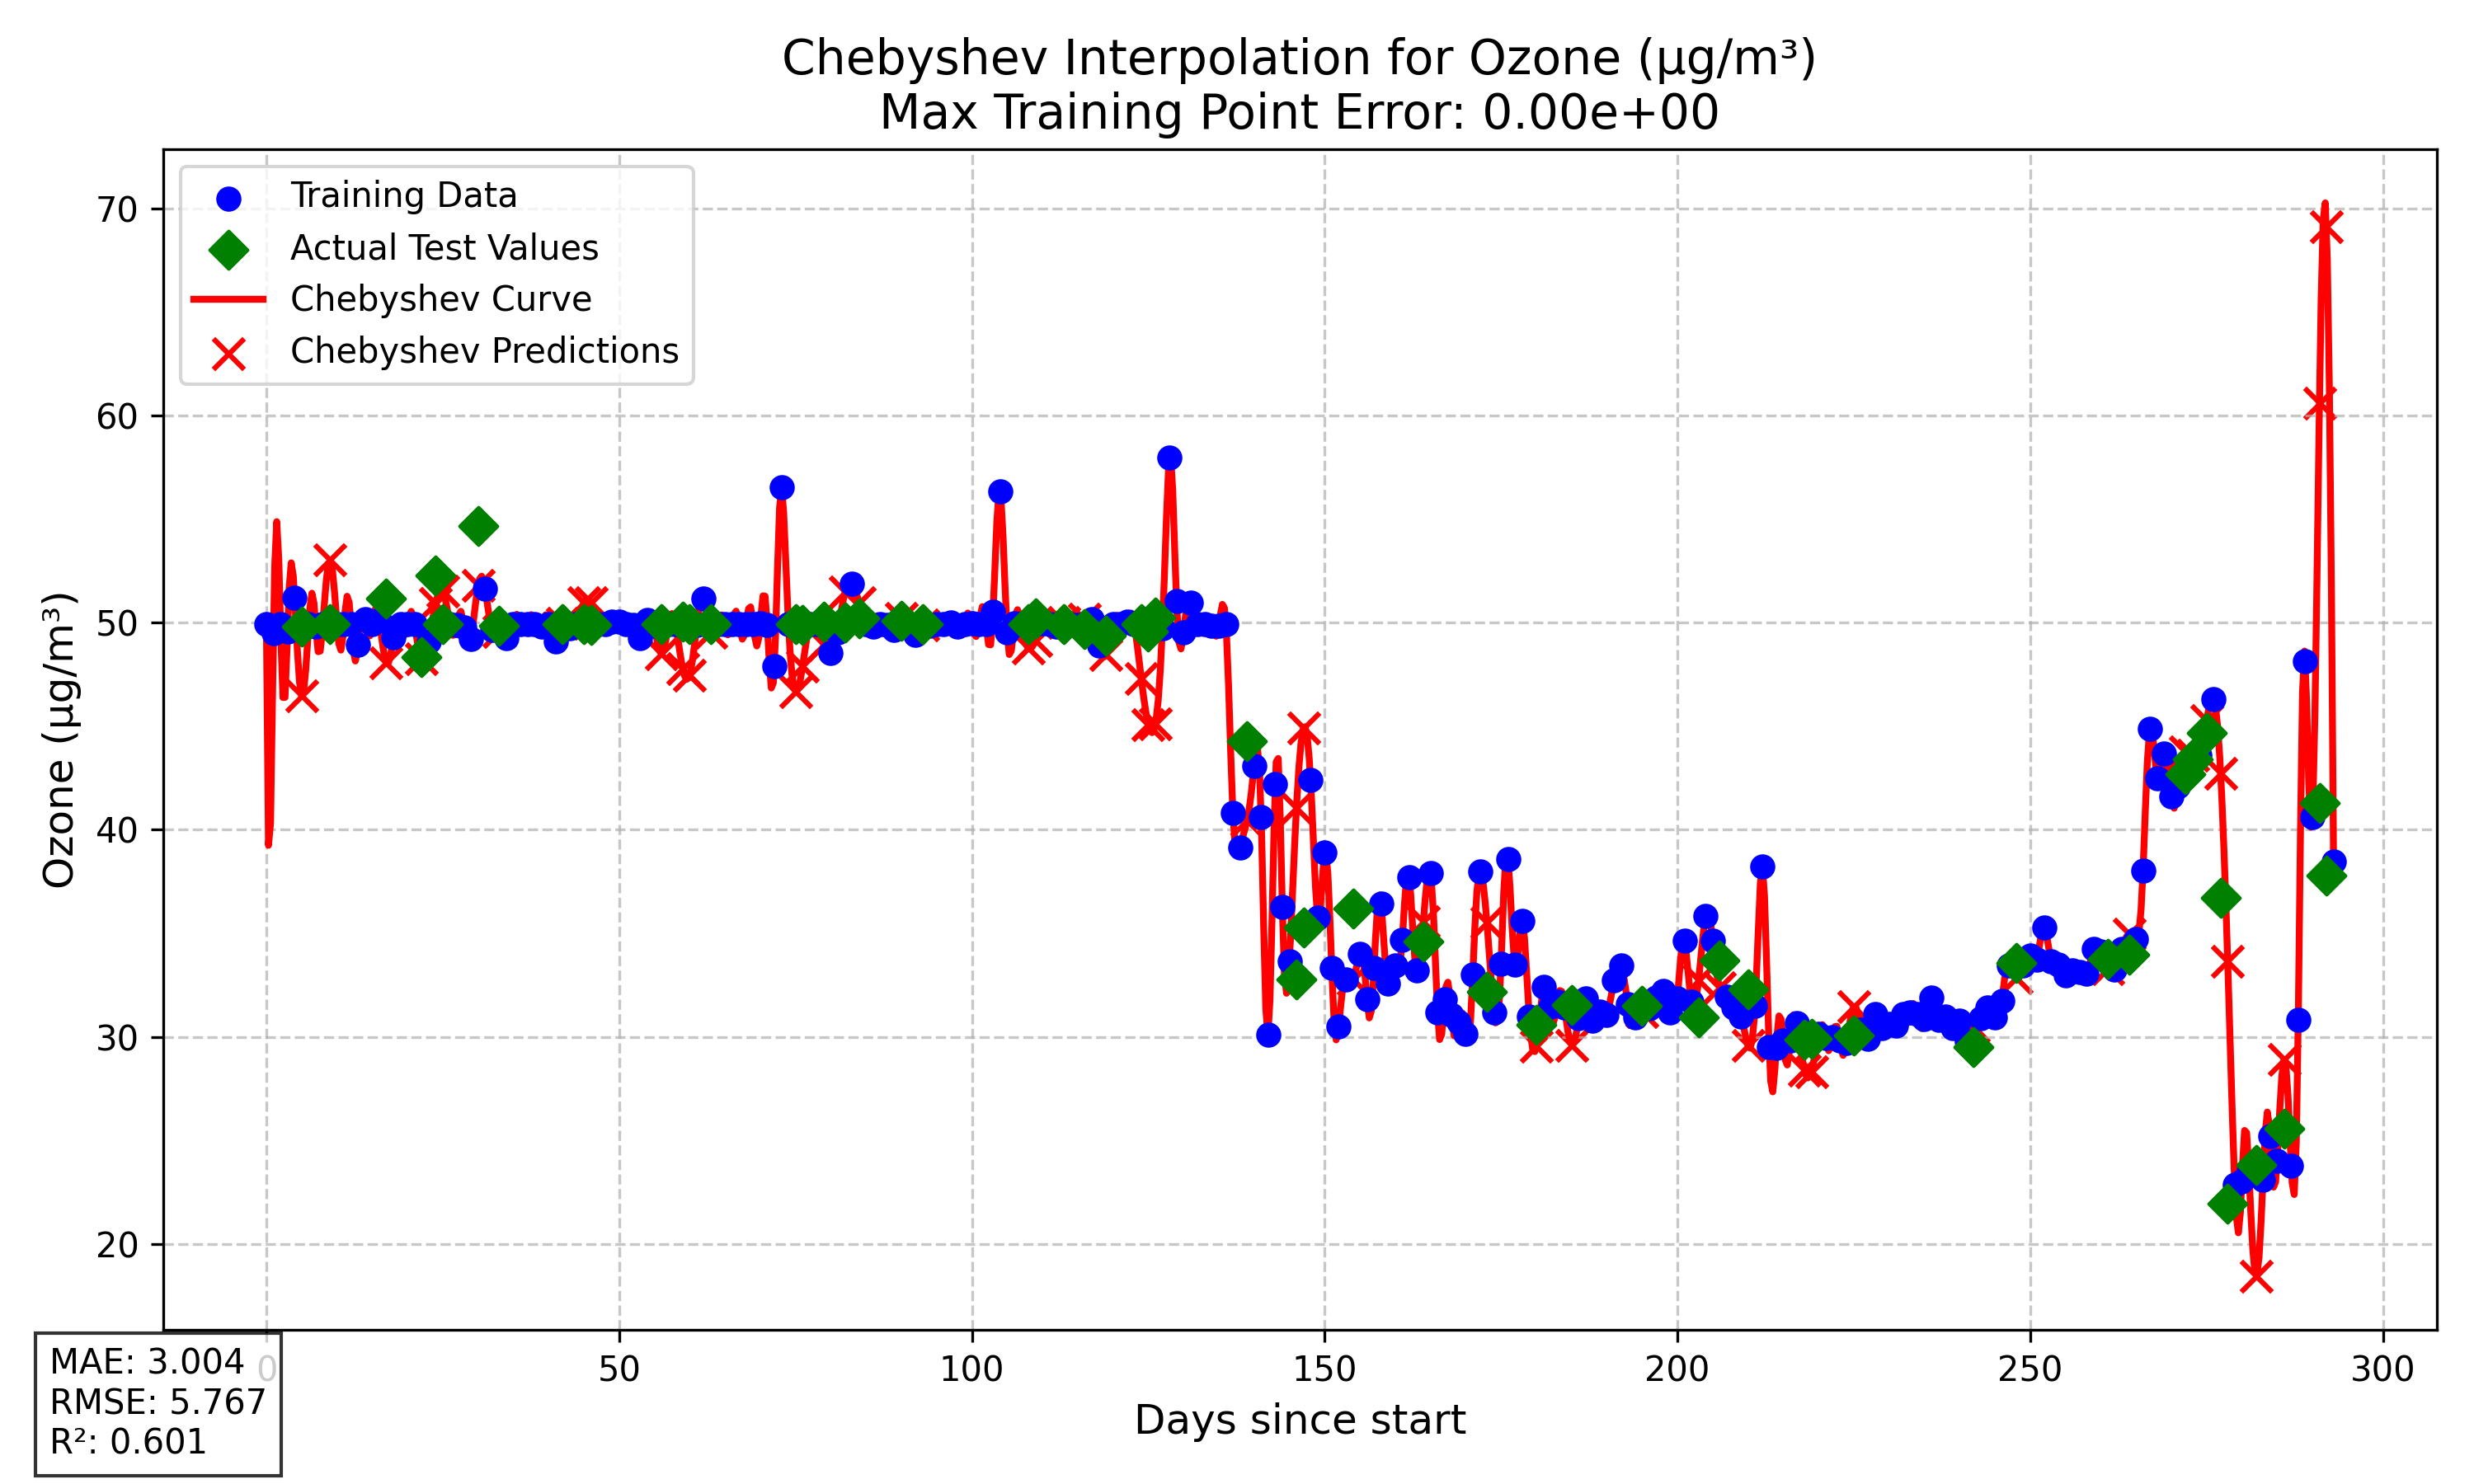 Chebyshev Interpolation for Ozone (µg/m³)
Max Training Point Error: 0.00e+00
Training Data
Actual Test Values
Chebyshev Curve
Chebyshev Predictions
Ozone (µg/m³)
70
60
50
40
30
20
0
50
100
150
200
250
300
Days since start
MAE: 3.004
RMSE: 5.767
R²: 0.601